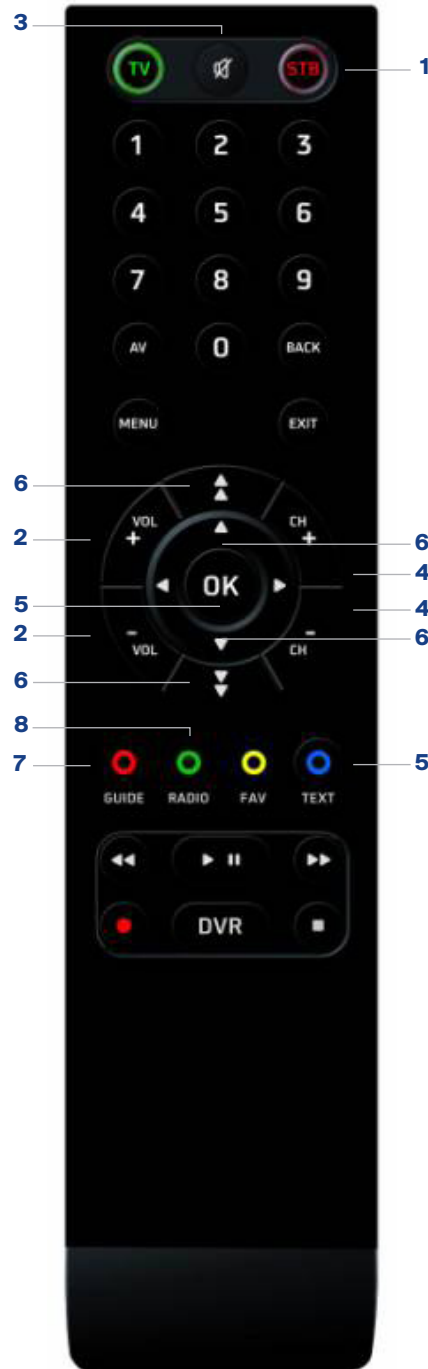 3
TV STB 1
1 2 3
4 5 6
7 8 9
AV 0 BACK
MENU EXIT
6
2 VOL + CH + 6
4
OK
5 4
2 - VOL CH - 6
6
8
7 5
GUIDE RADIO FAV TEXT
DVR